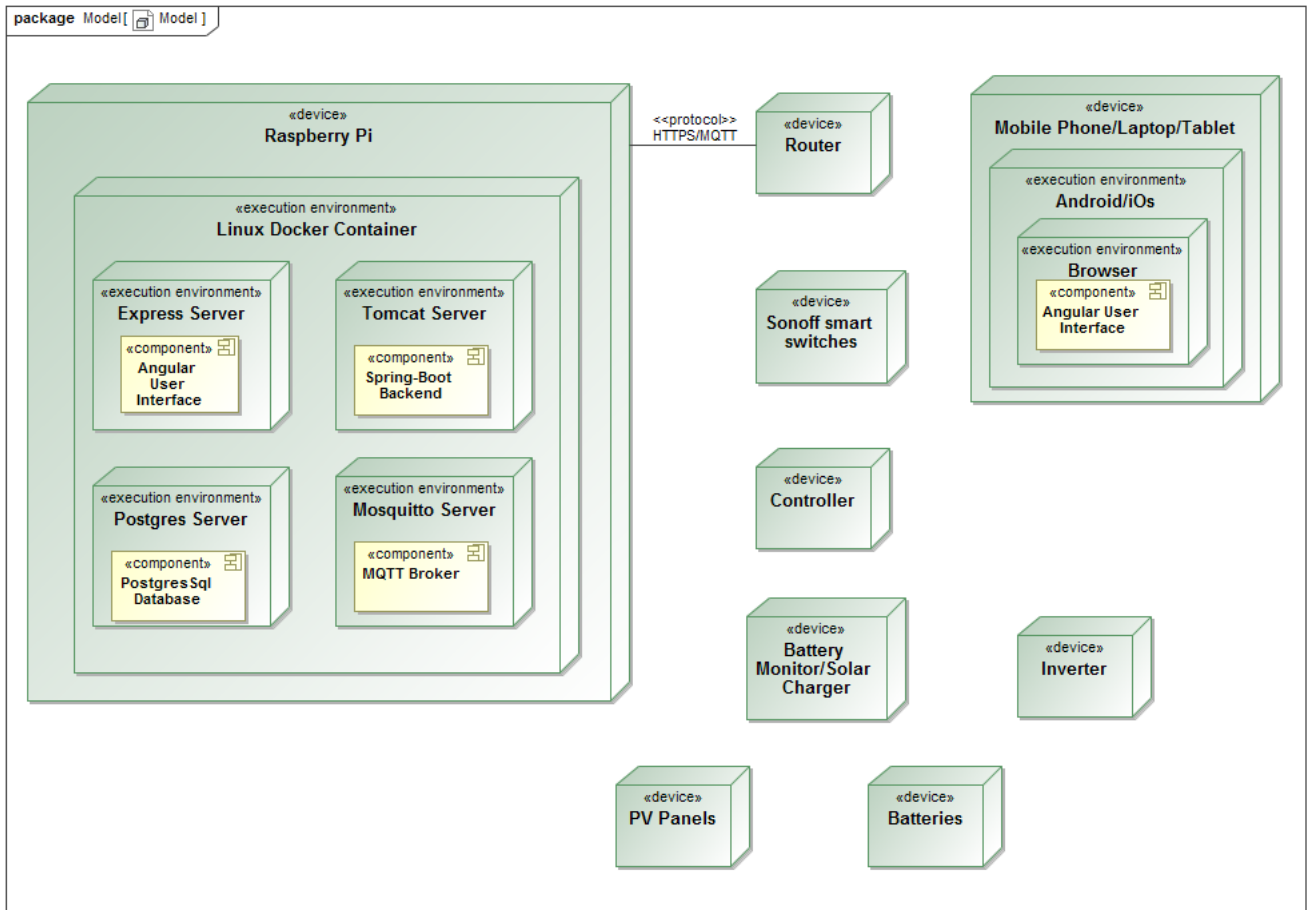 package Model[ Model ]
«device»
Raspberry Pi
«execution environment»
Linux Docker Container
«execution environment»
Express Server
«component»
Angular
User
Interface
«execution environment»
Tomcat Server
«component»
Spring-Boot
Backend
«execution environment»
Postgres Server
«component»
PostgresSql
Database
«execution environment»
Mosquitto Server
«component»
MQTT Broker
<<protocol>>
HTTPS/MQTT
«device»
Router
«device»
Sonoff smart
switches
«device»
Controller
«device»
Battery
Monitor/Solar
Charger
«device»
PV Panels
«device»
Batteries
«device»
Inverter
«device»
Mobile Phone/Laptop/Tablet
«execution environment»
Android/iOs
«execution environment»
Browser
«component»
Angular User
Interface